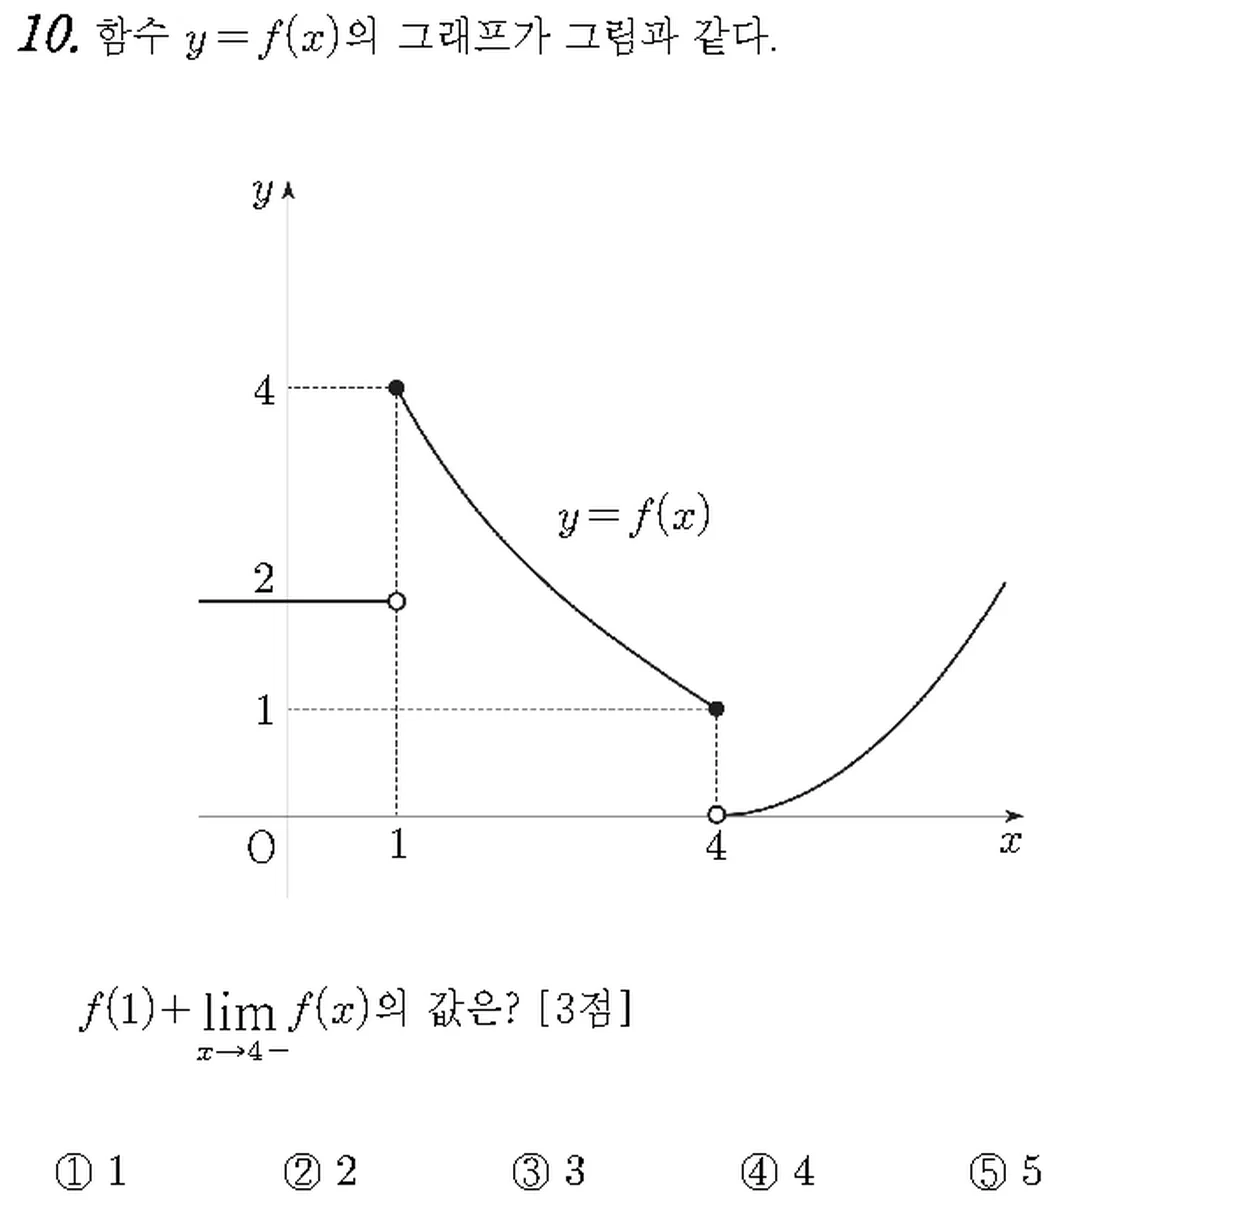 10. 함수 y=f(x)의 그래프가 그림과 같다.
y
4
y=f(x)
2
1
O 1 4 x
f(1)+lim f(x)의 값은? [3점]
x→4−
① 1 ② 2 ③ 3 ④ 4 ⑤ 5